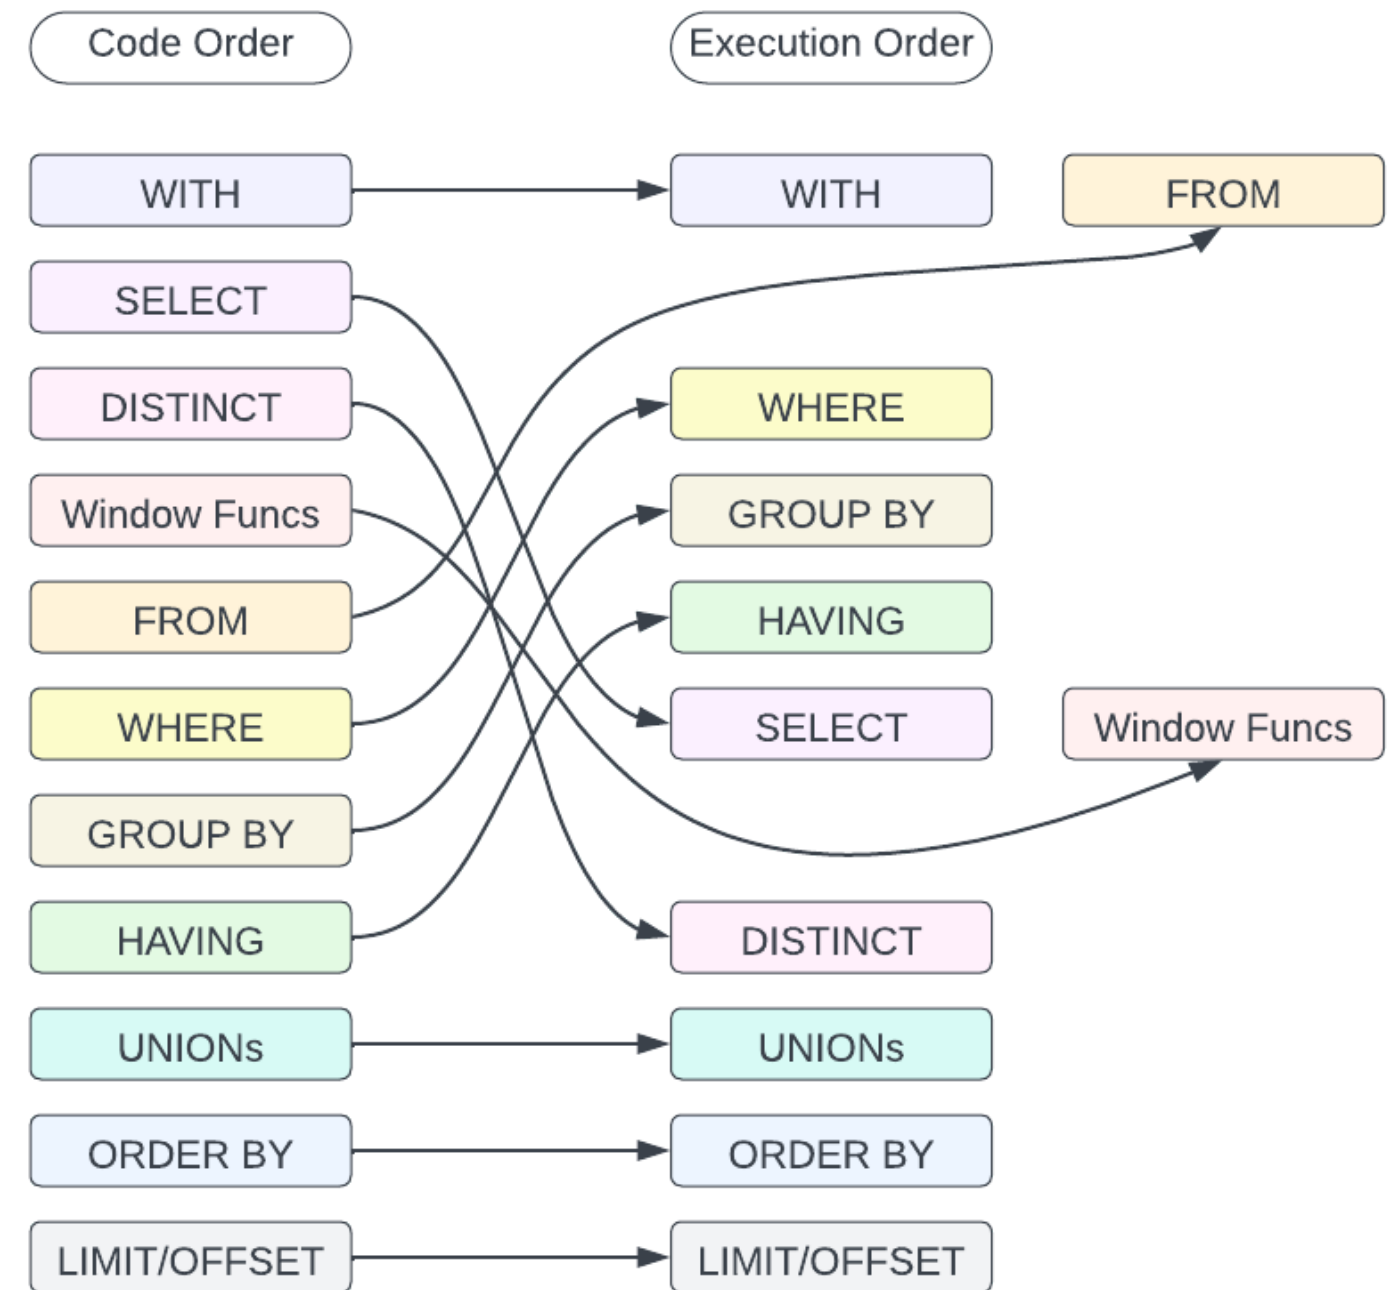 Code Order
Execution Order
WITH
WITH
FROM
SELECT
DISTINCT
WHERE
Window Funcs
GROUP BY
FROM
HAVING
WHERE
SELECT
Window Funcs
GROUP BY
HAVING
DISTINCT
UNIONs
UNIONs
ORDER BY
ORDER BY
LIMIT/OFFSET
LIMIT/OFFSET